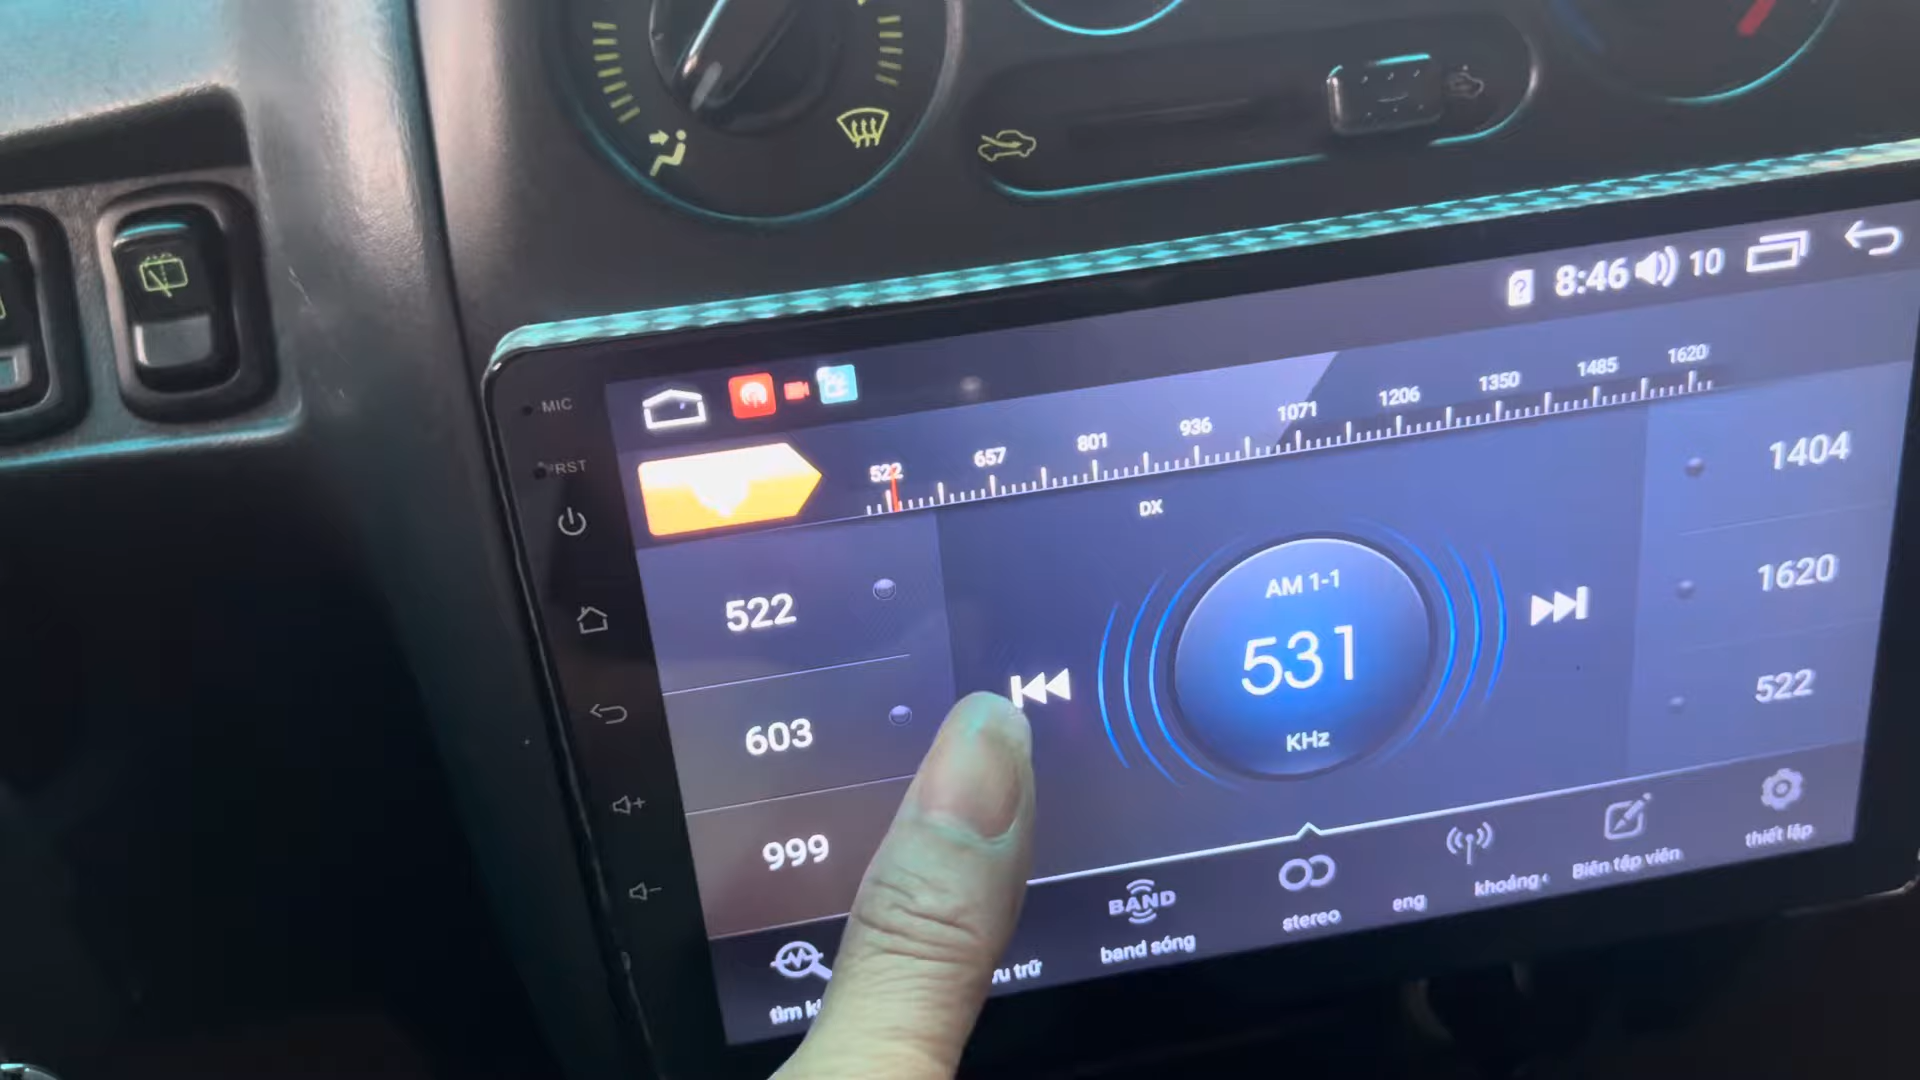 8:46 10
MIC
RST
522 657 801 936 1071 1206 1350 1485 1620
DX
522
603
999
AM 1-1
531
KHz
1404
1620
522
BAND
band sóng
stereo
eng
Biên tập viên
thiết lập